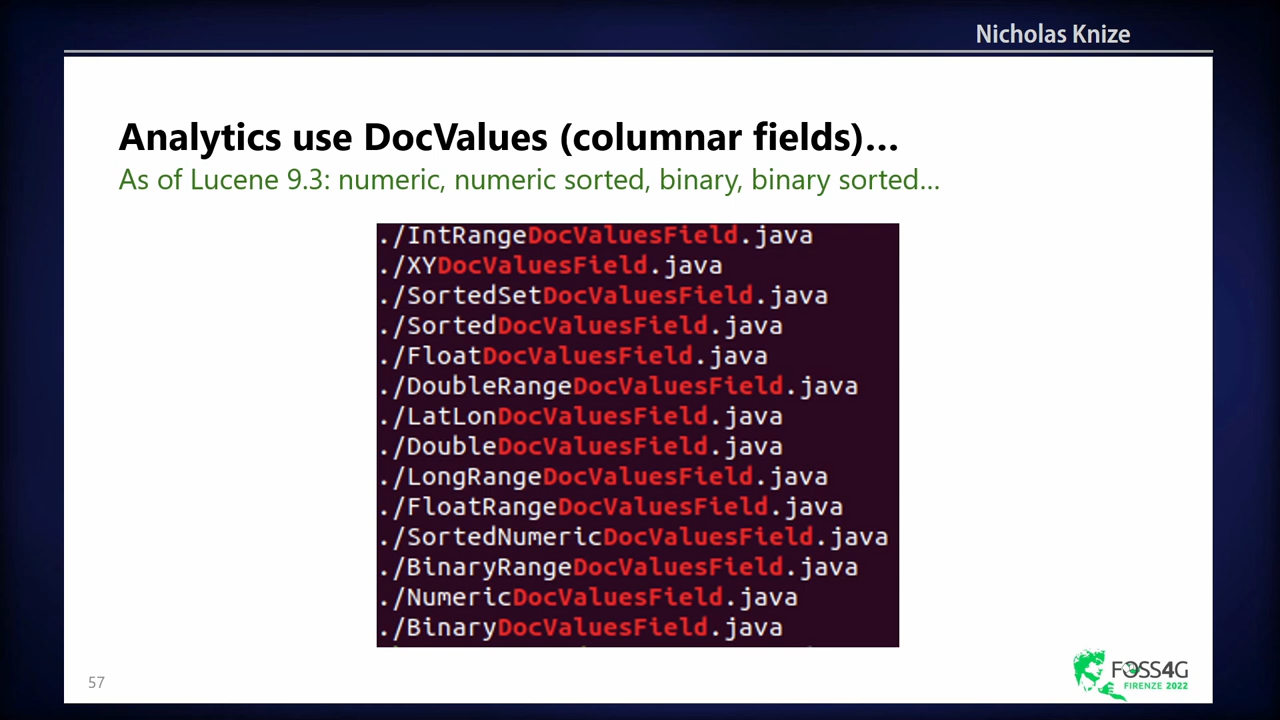 Nicholas Knize
Analytics use DocValues (columnar fields)...
As of Lucene 9.3: numeric, numeric sorted, binary, binary sorted...
./IntRangeDocValuesField.java
./XYDocValuesField.java
./SortedSetDocValuesField.java
./SortedDocValuesField.java
./FloatDocValuesField.java
./DoubleRangeDocValuesField.java
./LatLonDocValuesField.java
./DoubleDocValuesField.java
./LongRangeDocValuesField.java
./FloatRangeDocValuesField.java
./SortedNumericDocValuesField.java
./BinaryRangeDocValuesField.java
./NumericDocValuesField.java
./BinaryDocValuesField.java
57
FOSS4G
FIRENZE 2022